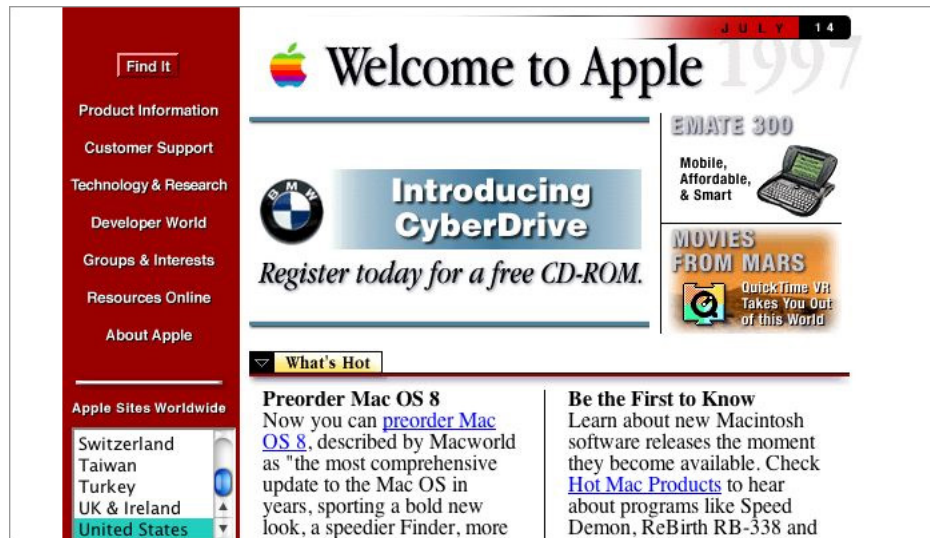 JULY 14
1997
Welcome to Apple
Find It
Product Information
Customer Support
Technology & Research
Developer World
Groups & Interests
Resources Online
About Apple
Apple Sites Worldwide
Switzerland
Taiwan
Turkey
UK & Ireland
United States
BMW
Introducing
CyberDrive
Register today for a free CD-ROM.
EMATE 300
Mobile,
Affordable,
& Smart
MOVIES
FROM MARS
QuickTime VR
Takes You Out
of this World
What's Hot
Preorder Mac OS 8
Now you can preorder Mac
OS 8, described by Macworld
as "the most comprehensive
update to the Mac OS in
years, sporting a bold new
look, a speedier Finder, more
Be the First to Know
Learn about new Macintosh
software releases the moment
they become available. Check
Hot Mac Products to hear
about programs like Speed
Demon, ReBirth RB-338 and